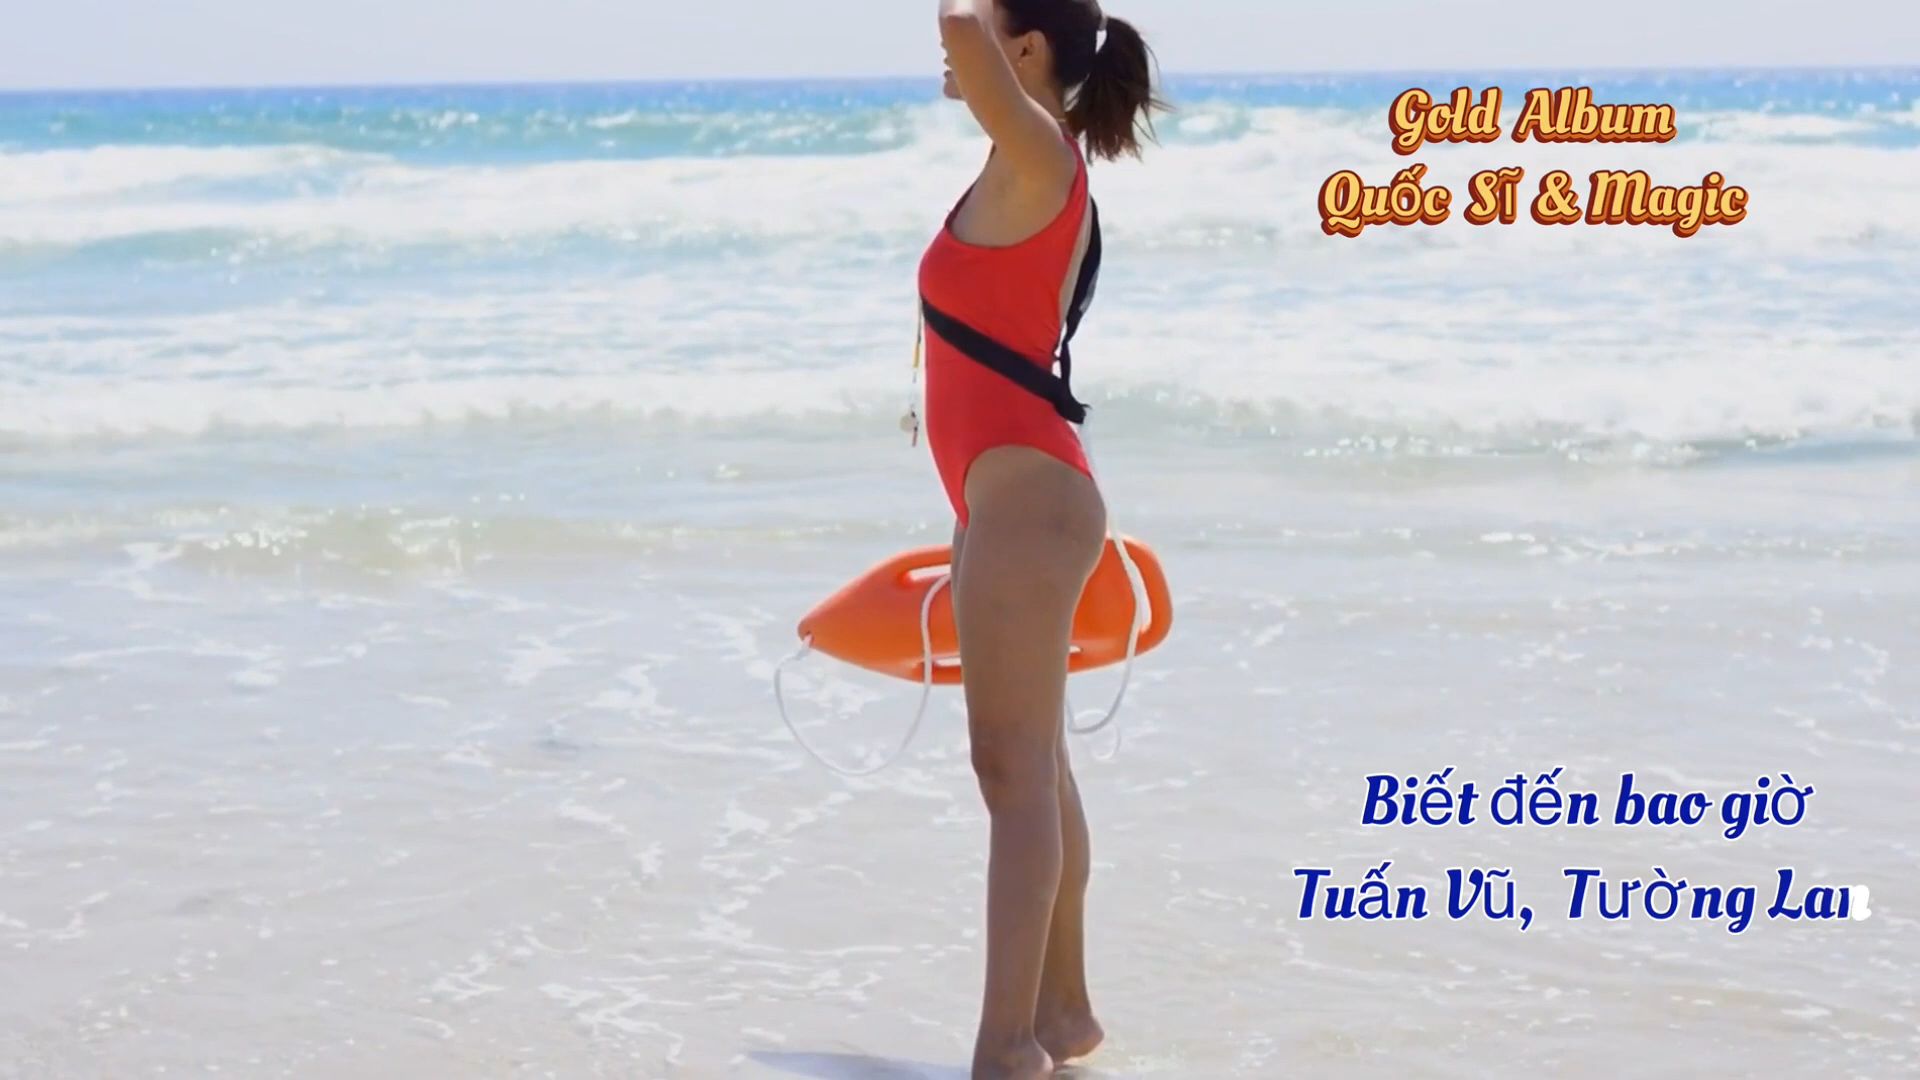 Gold Album
Quốc Sĩ & Magic
Biết đến bao giờ
Tuấn Vũ, Tường Lan